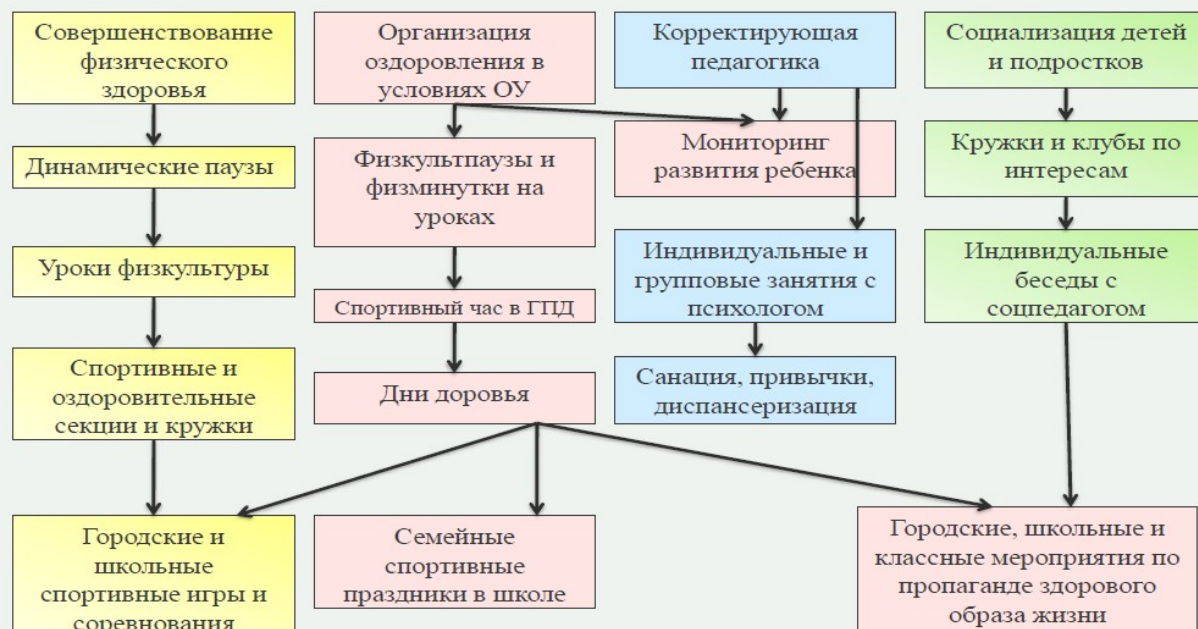 Совершенствование
физического
здоровья
Организация
оздоровления в
условиях ОУ
Корректирующая
педагогика
Социализация детей
и подростков
Динамические паузы
Физкультпаузы и
физминутки на
уроках
Мониторинг
развития ребенка
Кружки и клубы по
интересам
Уроки физкультуры
Спортивный час в ГПД
Индивидуальные и
групповые занятия с
психологом
Индивидуальные
беседы с
соцпедагогом
Спортивные и
оздоровительные
секции и кружки
Дни доровья
Санация, привычки,
диспансеризация
Городские и
школьные
спортивные игры и
соревнования
Семейные
спортивные
праздники в школе
Городские, школьные и
классные мероприятия по
пропаганде здорового
образа жизни